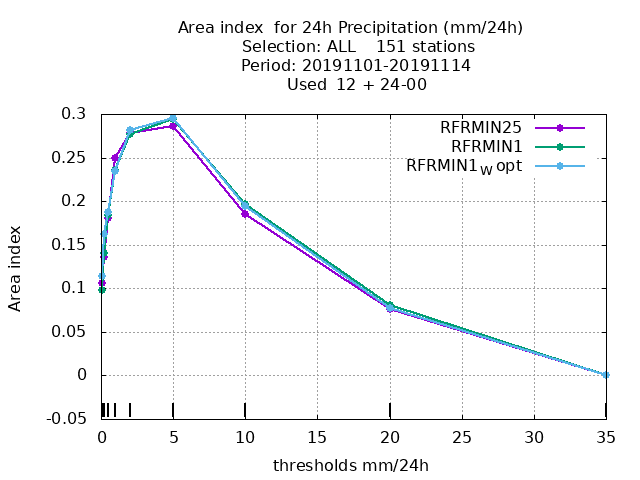 Area index  for 24h Precipitation (mm/24h)
Selection: ALL    151 stations
Period: 20191101-20191114
Used  12 + 24-00
RFRMIN25
RFRMIN1
RFRMIN1W opt
0.3
0.25
0.2
0.15
0.1
0.05
0
-0.05
Area index
0 5 10 15 20 25 30 35
thresholds mm/24h